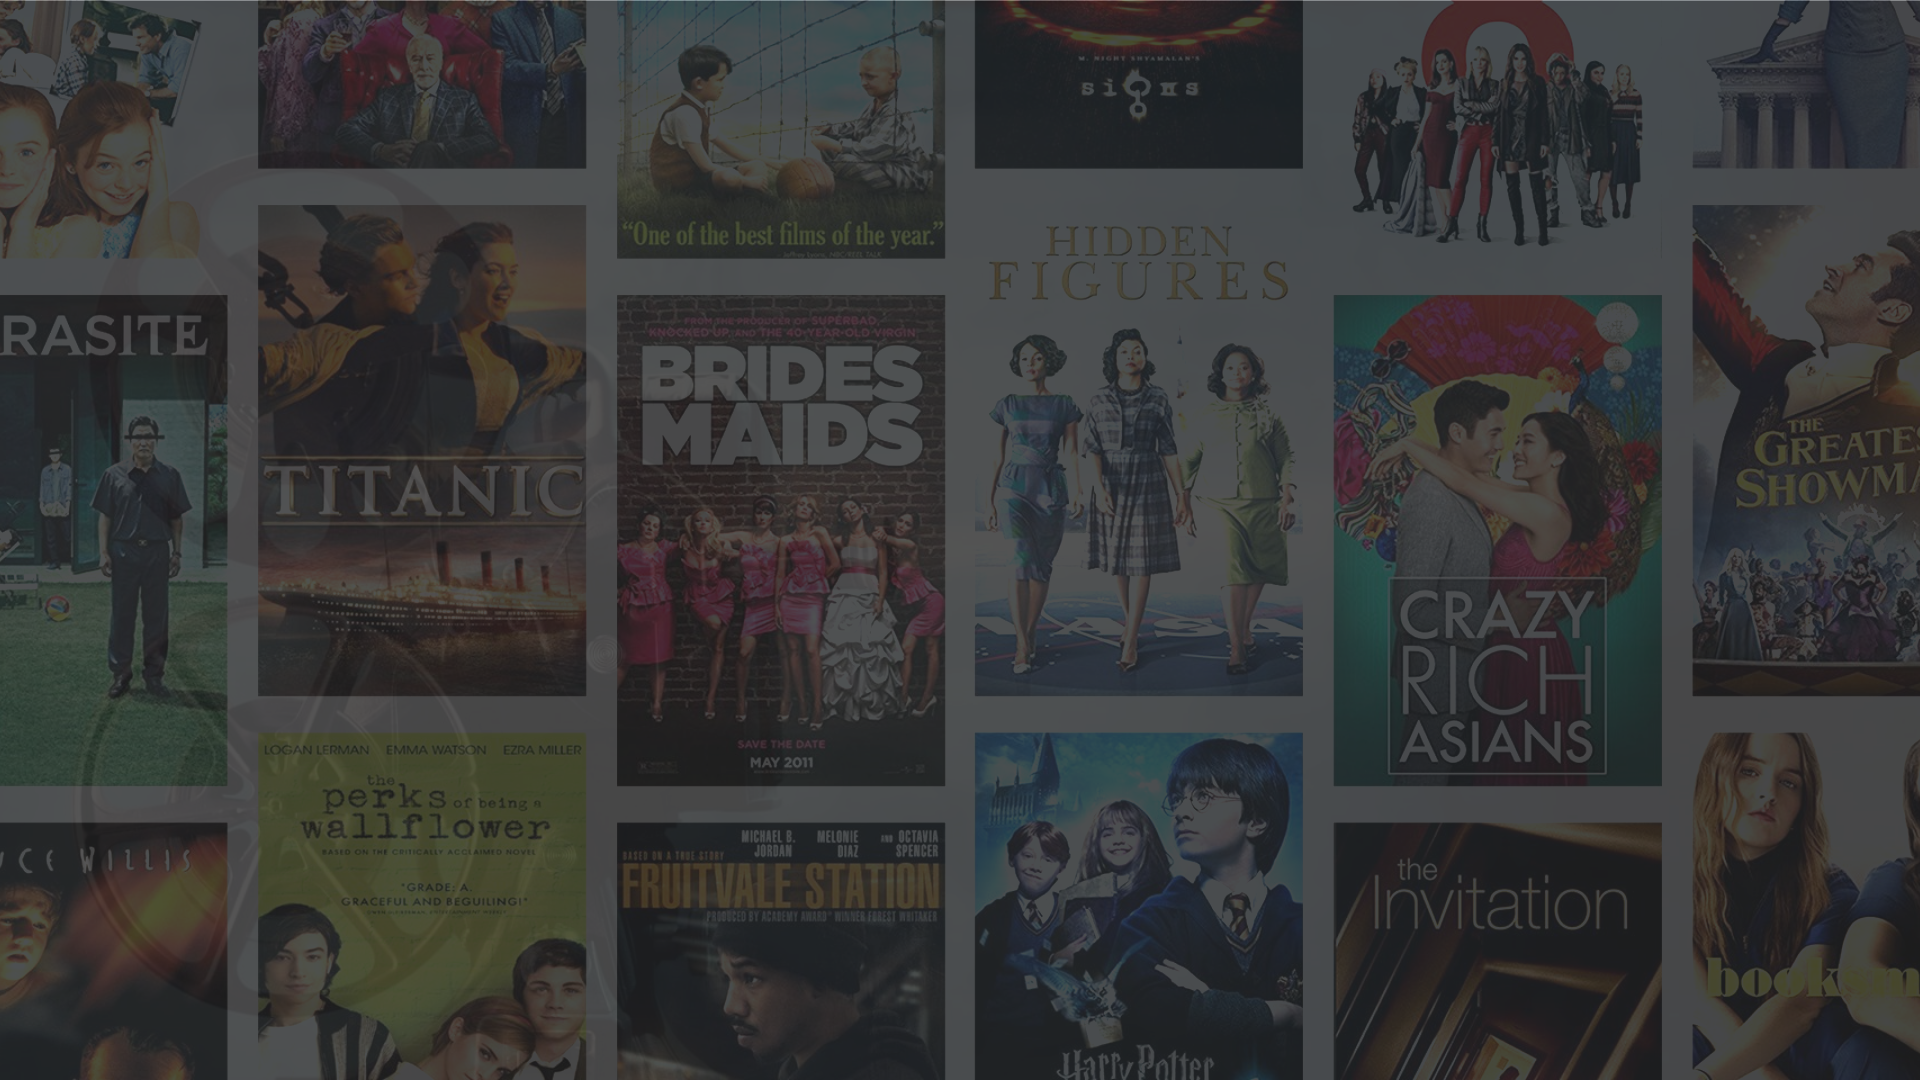 RASITE
YCE WILLIS
TITANIC
LOGAN LERMAN EMMA WATSON EZRA MILLER
the
perks of being a
wallflower
BASED ON THE CRITICALLY ACCLAIMED NOVEL
"GRADE: A.
GRACEFUL AND BEGUILING!"
"One of the best films of the year."
FROM THE PRODUCER OF SUPERBAD,
KNOCKED UP AND THE 40-YEAR-OLD VIRGIN
BRIDES
MAIDS
SAVE THE DATE
MAY 2011
MICHAEL B. JORDAN
MELONIE DIAZ
AND OCTAVIA SPENCER
BASED ON A TRUE STORY
FRUITVALE STATION
PRODUCED BY ACADEMY AWARD® WINNER FOREST WHITAKER
M. NIGHT SHYAMALAN'S
signs
HIDDEN
FIGURES
NASA
Harry Potter
8
CRAZY
RICH
ASIANS
the
Invitation
THE
GREATES
SHOWMA
booksm